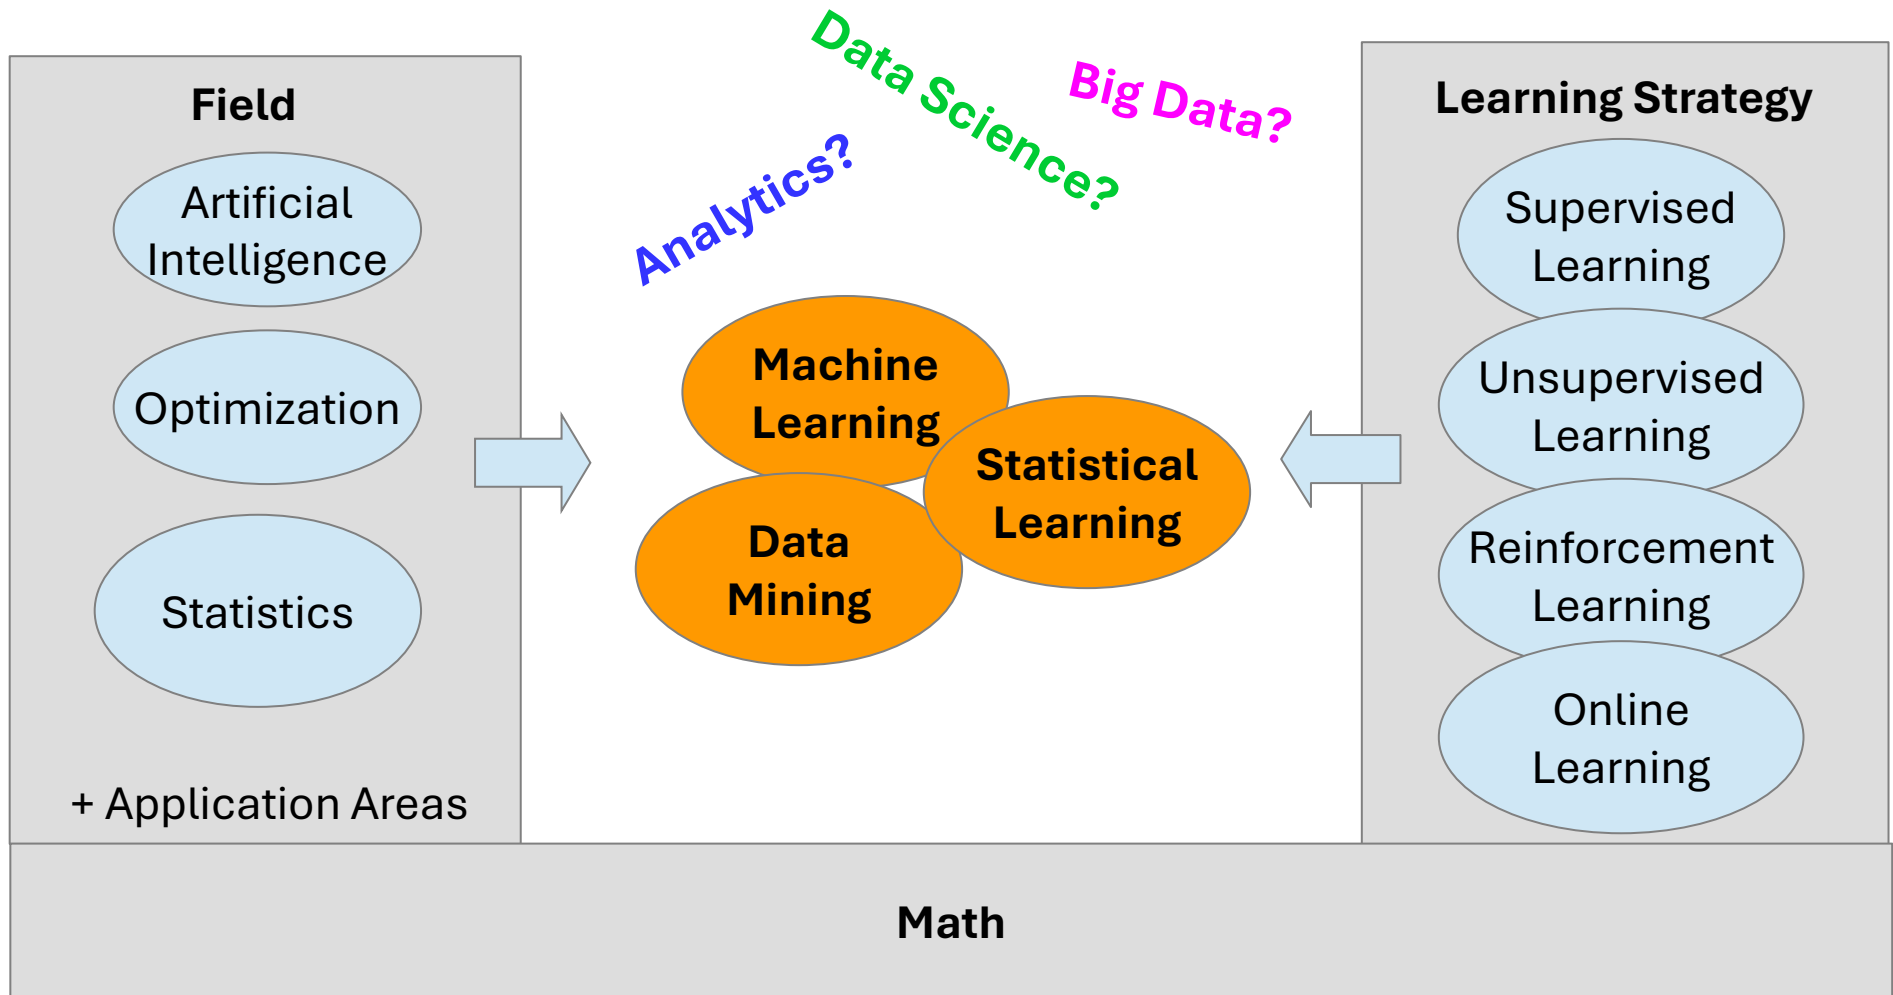 Field
Artificial
Intelligence
Optimization
Statistics
+ Application Areas
Analytics?
Data Science?
Big Data?
Machine
Learning
Statistical
Learning
Data
Mining
Learning Strategy
Supervised
Learning
Unsupervised
Learning
Reinforcement
Learning
Online
Learning
Math